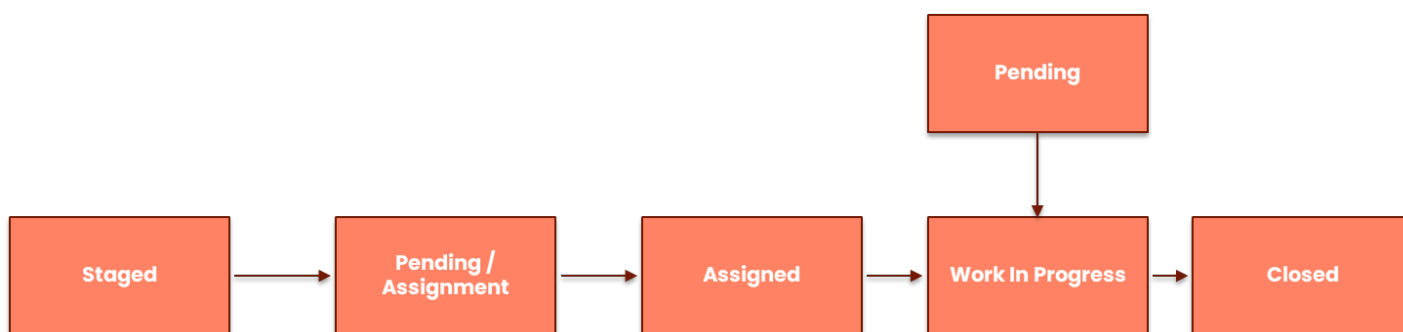 Pending
Staged
Pending /
Assignment
Assigned
Work In Progress
Closed